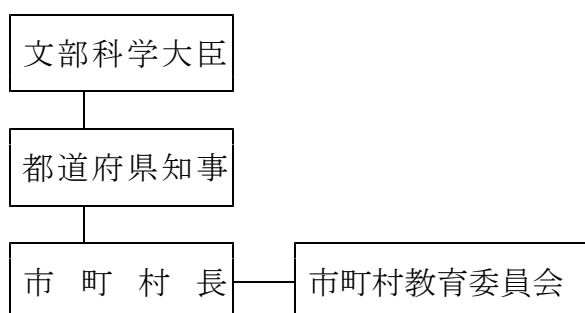 文部科学大臣
都道府県知事
市町村長
市町村教育委員会